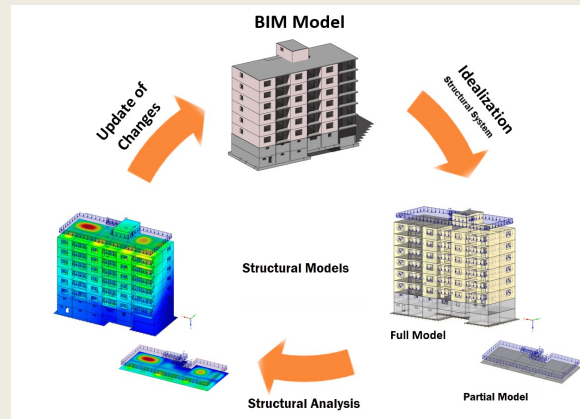 BIM Model
Update of
Changes
Idealization
Structural System
Structural Models
Full Model
Partial Model
Structural Analysis